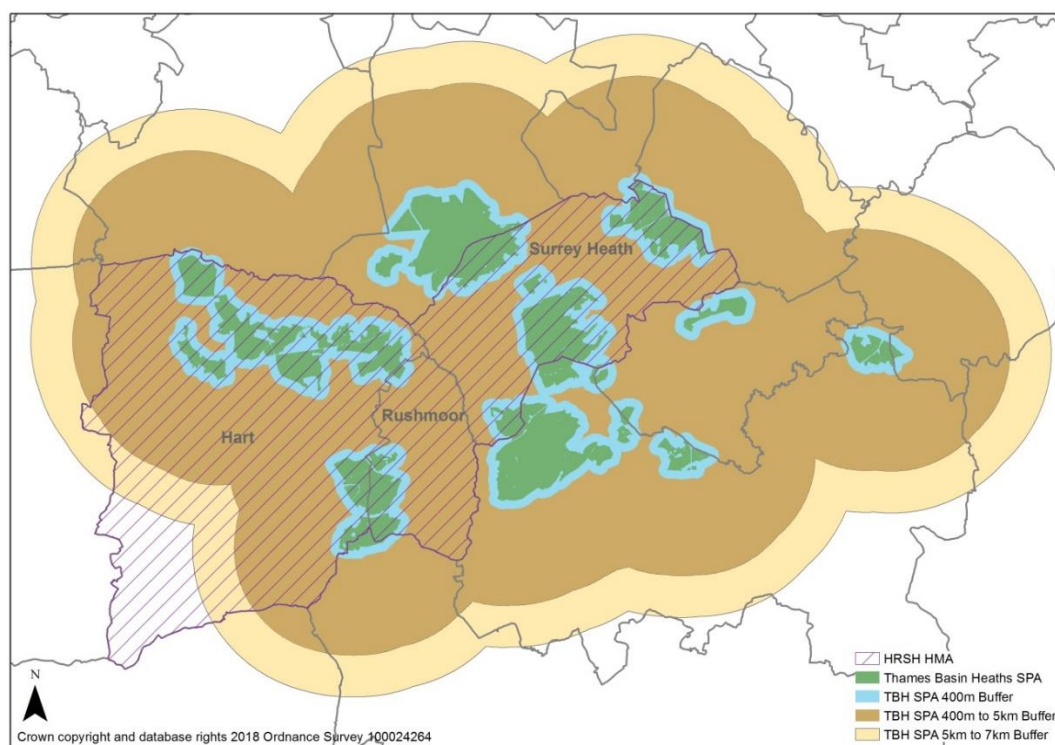 Surrey Heath
Rushmoor
Hart
HRSH HMA
Thames Basin Heaths SPA
TBH SPA 400m Buffer
TBH SPA 400m to 5km Buffer
TBH SPA 5km to 7km Buffer
N
Crown copyright and database rights 2018 Ordnance Survey 100024264